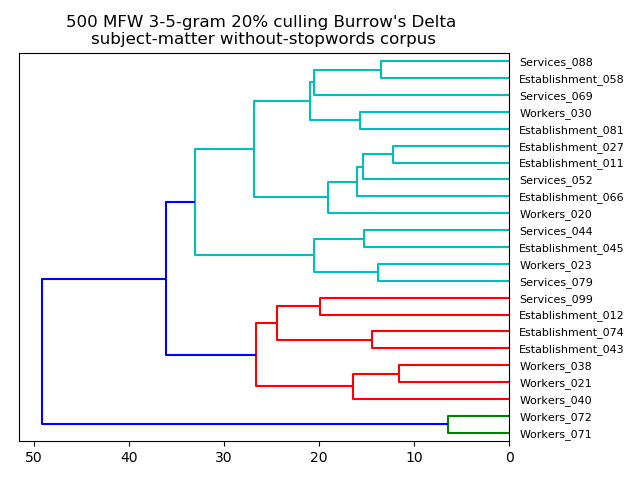 500 MFW 3-5-gram 20% culling Burrow's Delta
subject-matter without-stopwords corpus
Services_088
Establishment_058
Services_069
Workers_030
Establishment_081
Establishment_027
Establishment_011
Services_052
Establishment_066
Workers_020
Services_044
Establishment_045
Workers_023
Services_079
Services_099
Establishment_012
Establishment_074
Establishment_043
Workers_038
Workers_021
Workers_040
Workers_072
Workers_071
50 40 30 20 10 0